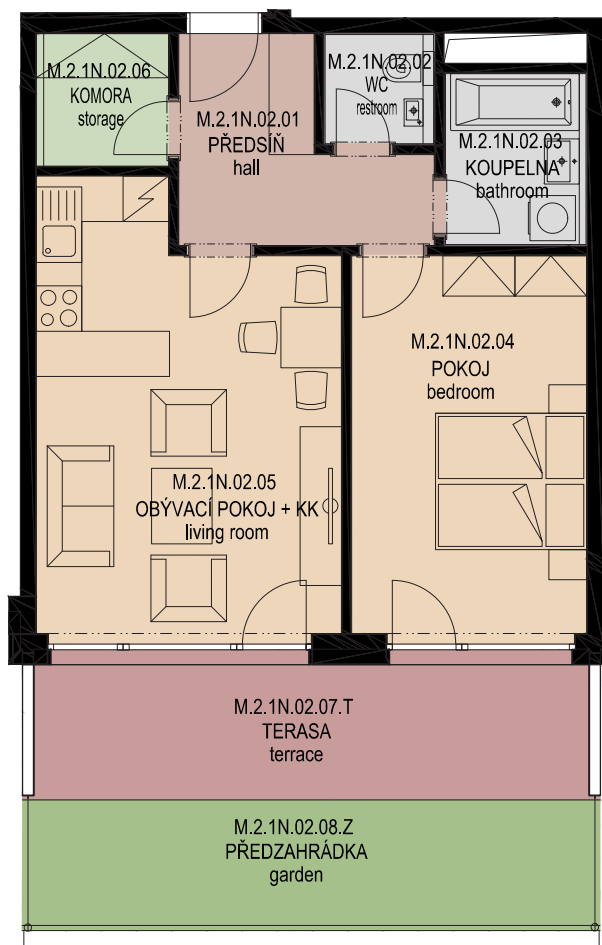 M.2.1N.02.06
KOMORA
storage
M.2.1N.02.01
PŘEDSÍŇ
hall
M.2.1N.02.02
WC
restroom
M.2.1N.02.03
KOUPELNA
bathroom
M.2.1N.02.04
POKOJ
bedroom
M.2.1N.02.05
OBÝVACÍ POKOJ + KK
living room
M.2.1N.02.07.T
TERASA
terrace
M.2.1N.02.08.Z
PŘEDZAHRÁDKA
garden